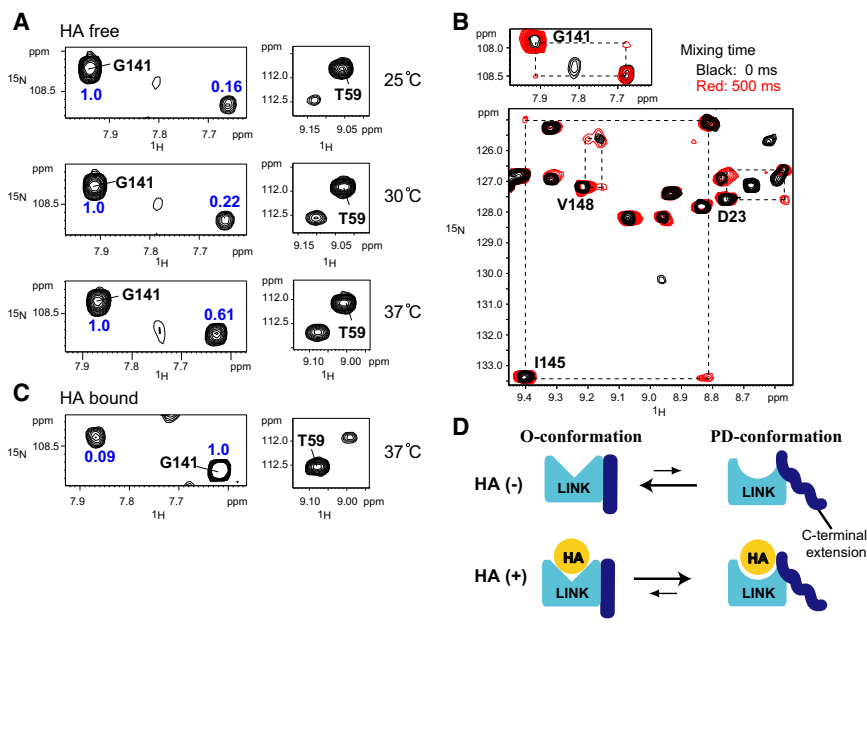 A
HA free
ppm
15N
108.5
G141
1.0
0.16
7.9
7.8
7.7
ppm
1H
ppm
112.0
112.5
T59
9.15
9.05
ppm
1H
25°C
ppm
15N
108.5
G141
1.0
0.22
7.9
7.8
7.7
ppm
1H
ppm
112.0
112.5
T59
9.15
9.05
ppm
1H
30°C
ppm
15N
108.5
G141
1.0
0.61
7.9
7.8
7.7
ppm
1H
ppm
112.0
112.5
T59
9.10
9.00
ppm
1H
37°C
C
HA bound
ppm
15N
108.5
0.09
G141
1.0
7.9
7.8
7.7
ppm
1H
ppm
112.0
112.5
T59
9.10
9.00
ppm
1H
37°C
B
ppm
108.0
108.5
G141
7.9
7.8
7.7
ppm
Mixing time
Black: 0 ms
Red: 500 ms
ppm
126.0
127.0
128.0
129.0
130.0
131.0
132.0
133.0
15N
V148
D23
I145
9.4
9.3
9.2
9.1
9.0
8.9
8.8
8.7
ppm
1H
D
O-conformation
PD-conformation
HA (-)
LINK
LINK
C-terminal
extension
HA (+)
HA
LINK
HA
LINK